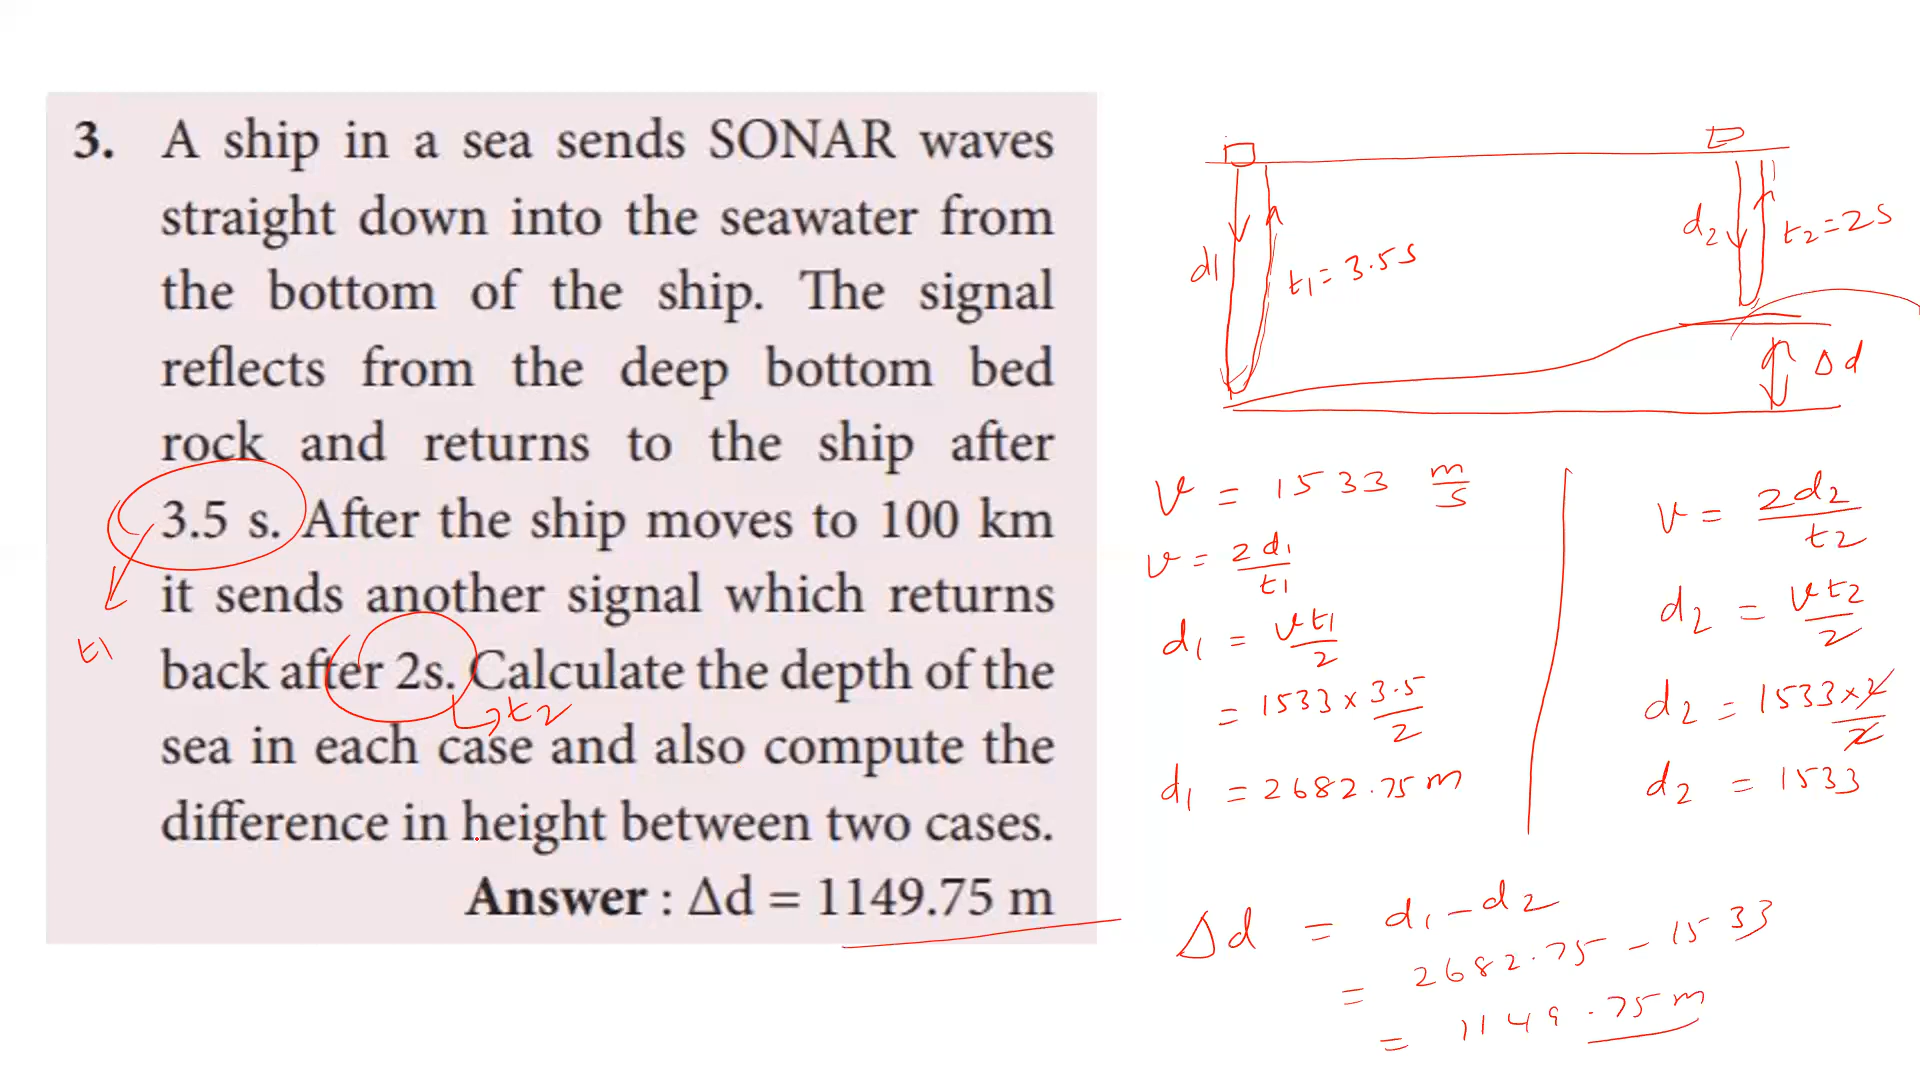 3. A ship in a sea sends SONAR waves
straight down into the seawater from
the bottom of the ship. The signal
reflects from the deep bottom bed
rock and returns to the ship after
3.5 s. After the ship moves to 100 km
it sends another signal which returns
back after 2s. Calculate the depth of the
sea in each case and also compute the
difference in height between two cases.
Answer : Δd = 1149.75 m
t1
t2
d1
t1 = 3.5 s
d2
t2 = 2s
Δd
v = 1533 m/s
v = 2d1/t1
d1 = vt1/2
= 1533 × 3.5/2
d1 = 2682.75 m
v = 2d2/t2
d2 = vt2/2
d2 = 1533 × 2/2
d2 = 1533
Δd = d1 - d2
= 2682.75 - 1533
= 1149.75 m